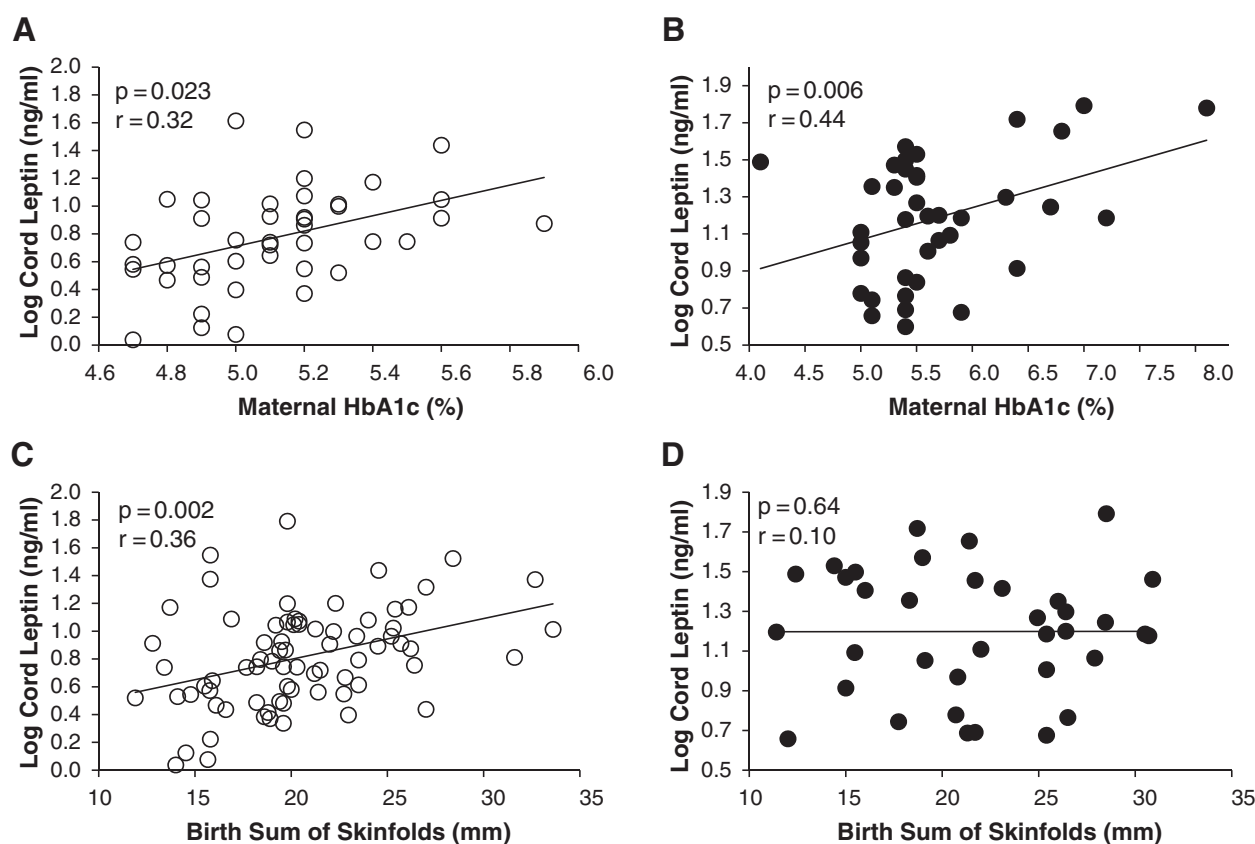 A
Log Cord Leptin (ng/ml)
2.0
1.8
1.6
1.4
1.2
1.0
0.8
0.6
0.4
0.2
0.0
p = 0.023
r = 0.32
4.6 4.8 5.0 5.2 5.4 5.6 5.8 6.0
Maternal HbA1c (%)
B
Log Cord Leptin (ng/ml)
1.9
1.7
1.5
1.3
1.1
0.9
0.7
0.5
p = 0.006
r = 0.44
4.0 4.5 5.0 5.5 6.0 6.5 7.0 7.5 8.0
Maternal HbA1c (%)
C
Log Cord Leptin (ng/ml)
2.0
1.8
1.6
1.4
1.2
1.0
0.8
0.6
0.4
0.2
0.0
p = 0.002
r = 0.36
10 15 20 25 30 35
Birth Sum of Skinfolds (mm)
D
Log Cord Leptin (ng/ml)
1.9
1.7
1.5
1.3
1.1
0.9
0.7
0.5
p = 0.64
r = 0.10
10 15 20 25 30 35
Birth Sum of Skinfolds (mm)